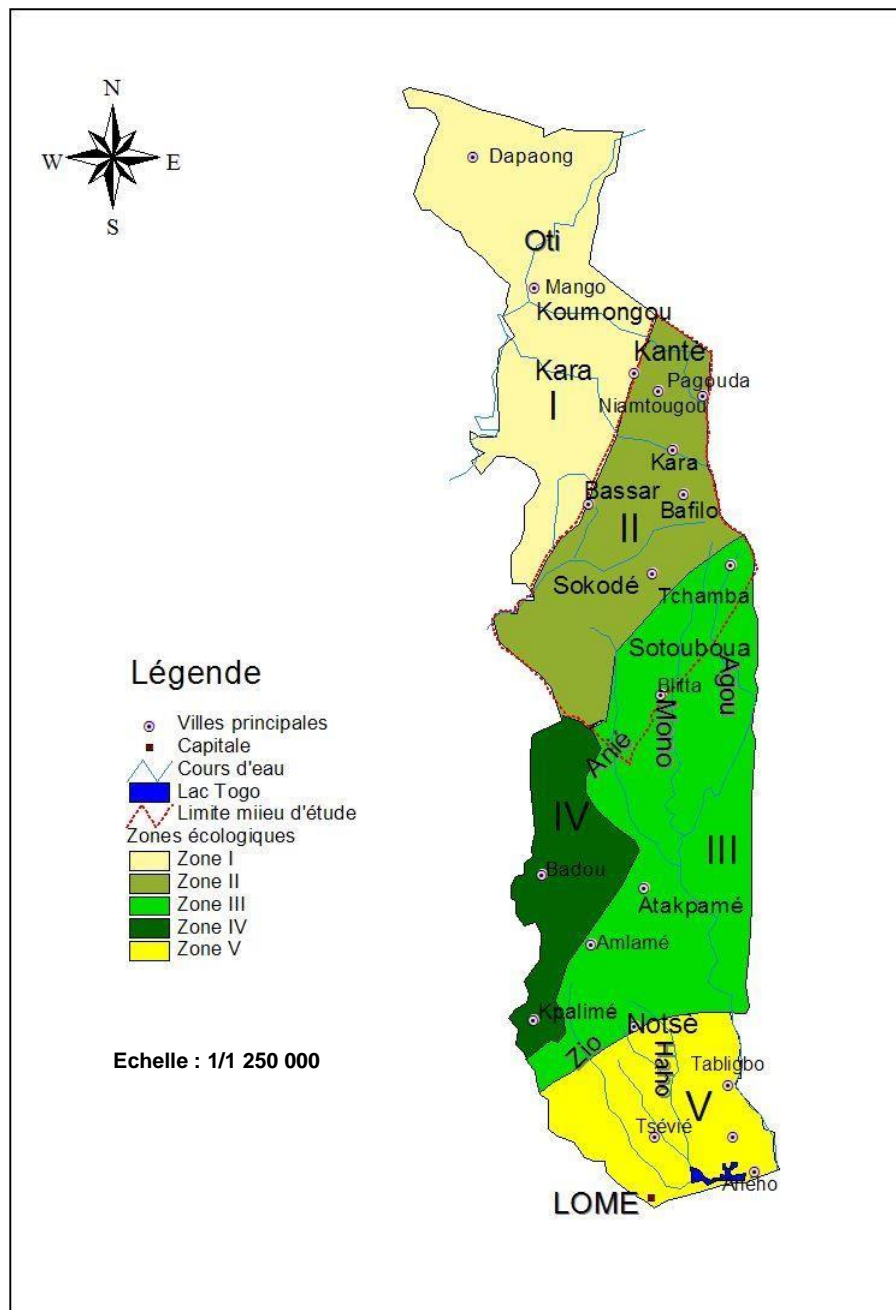 N
W E
S
Dapaong
Oti
Mango
Koumongou
Kantè
Kara
Pagouda
I
Niamtougou
Kara
Bassar
Bafilo
II
Sokodé
Tchamba
Sotouboua
Agou
Blitta
Mono
Anié
IV
III
Badou
Atakpamé
Amlamé
Kpalimé
Notsè
Zio
Haho
Tabligbo
V
Tsévié
Aného
LOME
Légende
Villes principales
Capitale
Cours d'eau
Lac Togo
Limite miieu d'étude
Zones écologiques
Zone I
Zone II
Zone III
Zone IV
Zone V
Echelle : 1/1 250 000